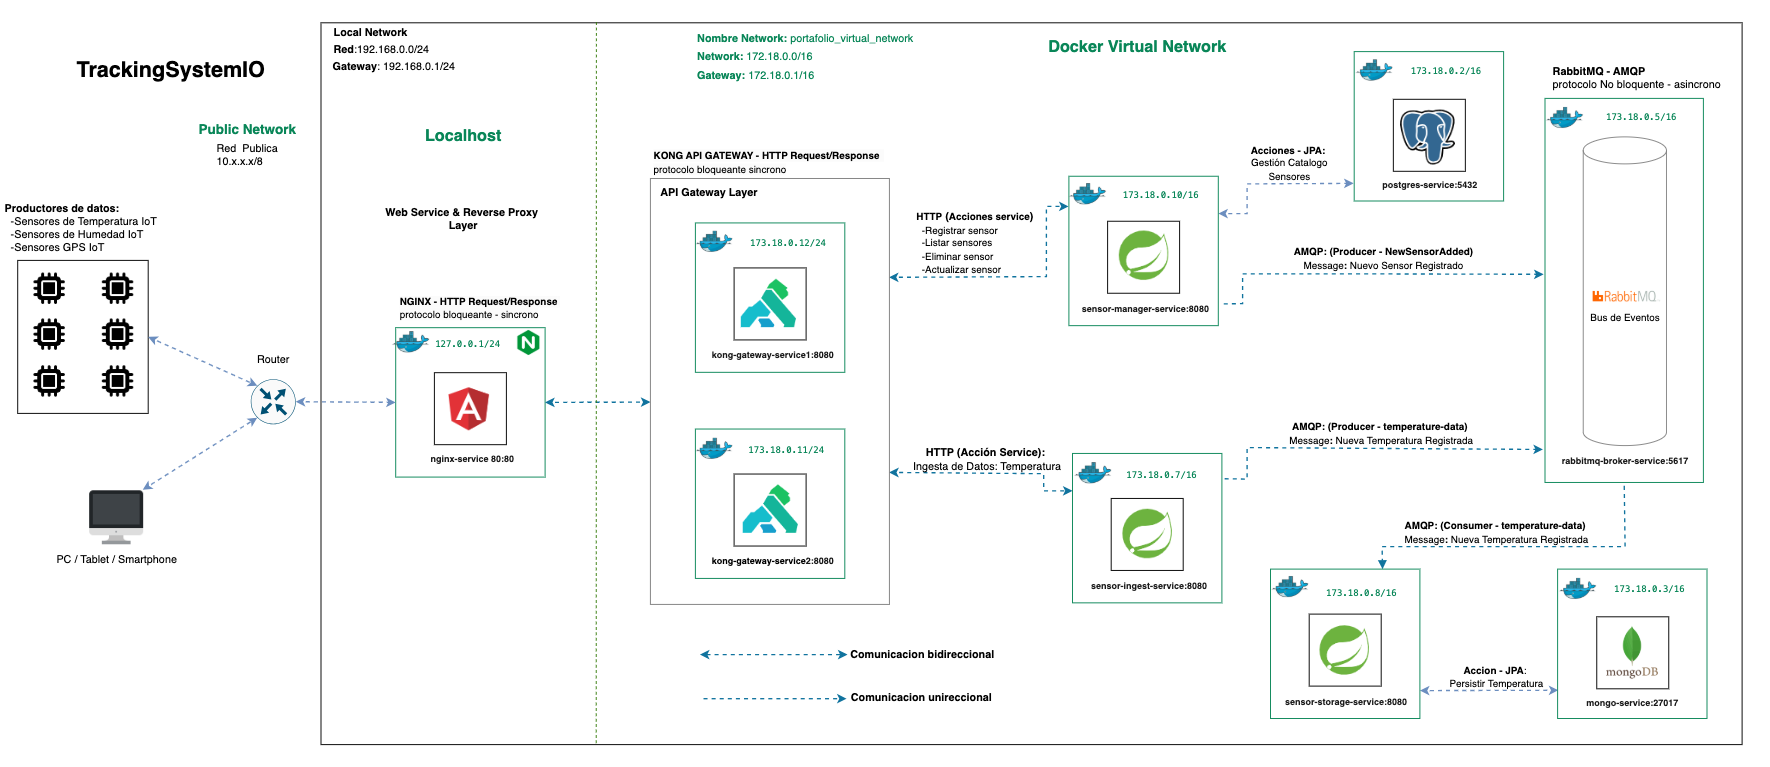 TrackingSystemIO
Public Network
Red Publica
10.x.x.x/8
Productores de datos:
-Sensores de Temperatura IoT
-Sensores de Humedad IoT
-Sensores GPS IoT
Router
PC / Tablet / Smartphone
Local Network
Red:192.168.0.0/24
Gateway: 192.168.0.1/24
Localhost
Web Service & Reverse Proxy
Layer
NGINX - HTTP Request/Response
protocolo bloqueante - sincrono
127.0.0.1/24
nginx-service 80:80
Nombre Network: portafolio_virtual_network
Network: 172.18.0.0/16
Gateway: 172.18.0.1/16
Docker Virtual Network
KONG API GATEWAY - HTTP Request/Response
protocolo bloqueante sincrono
API Gateway Layer
173.18.0.12/24
kong-gateway-service1:8080
173.18.0.11/24
kong-gateway-service2:8080
HTTP (Acciones service)
-Registrar sensor
-Listar sensores
-Eliminar sensor
-Actualizar sensor
HTTP (Acción Service):
Ingesta de Datos: Temperatura
173.18.0.10/16
sensor-manager-service:8080
173.18.0.7/16
sensor-ingest-service:8080
Acciones - JPA:
Gestión Catalogo
Sensores
173.18.0.2/16
postgres-service:5432
AMQP: (Producer - NewSensorAdded)
Message: Nuevo Sensor Registrado
AMQP: (Producer - temperature-data)
Message: Nueva Temperatura Registrada
RabbitMQ - AMQP
protocolo No bloquente - asincrono
173.18.0.5/16
RabbitMQ
Bus de Eventos
rabbitmq-broker-service:5617
AMQP: (Consumer - temperature-data)
Message: Nueva Temperatura Registrada
173.18.0.8/16
sensor-storage-service:8080
Accion - JPA:
Persistir Temperatura
173.18.0.3/16
mongoDB
mongo-service:27017
Comunicacion bidireccional
Comunicacion unireccional